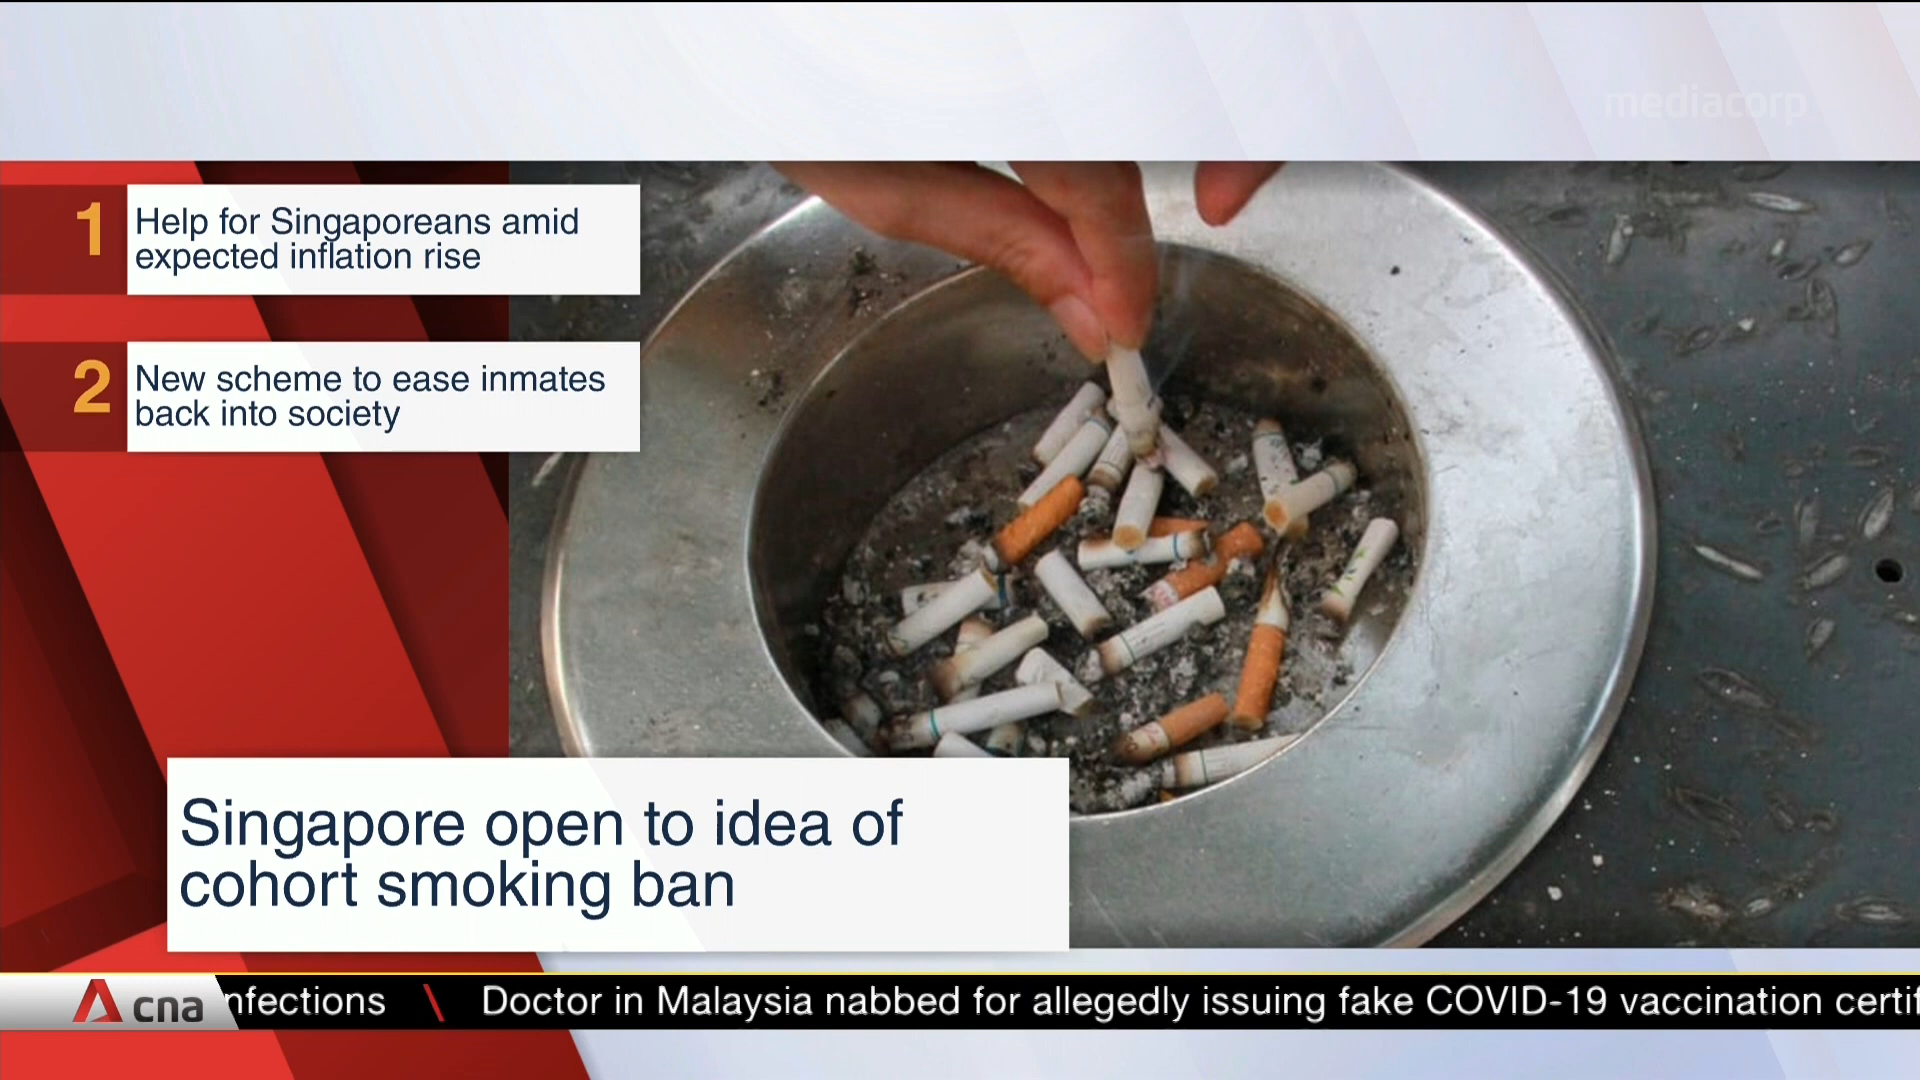 mediacorp
1
Help for Singaporeans amid
expected inflation rise
2
New scheme to ease inmates
back into society
Singapore open to idea of
cohort smoking ban
cna
nfections \ Doctor in Malaysia nabbed for allegedly issuing fake COVID-19 vaccination certif